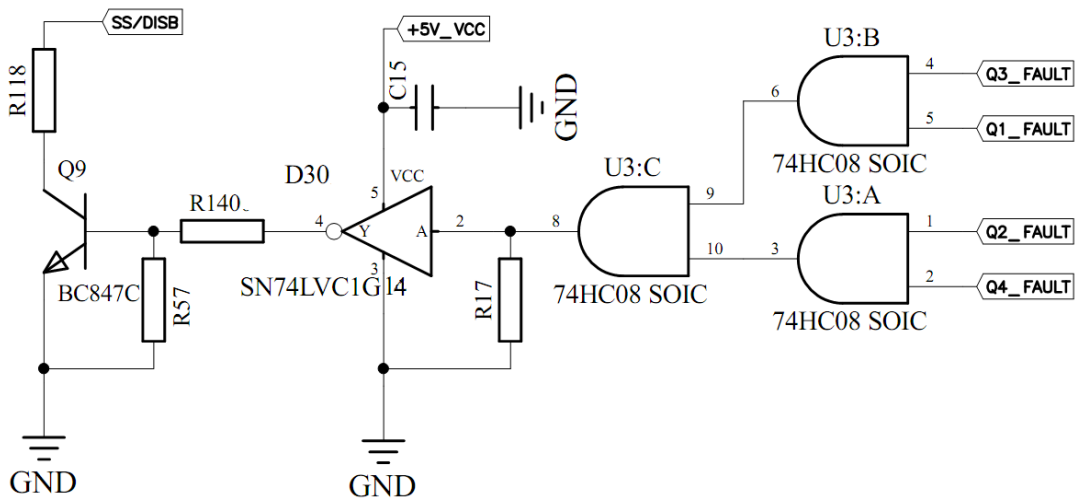 SS/DISB
R118
Q9
BC847C
R57
R140
GND
+5V_VCC
C15
GND
D30
VCC
5
4
Y
A
2
3
SN74LVC1G14
R17
GND
U3:C
8
9
10
74HC08 SOIC
U3:B
6
4
5
74HC08 SOIC
Q3_FAULT
Q1_FAULT
U3:A
3
1
2
74HC08 SOIC
Q2_FAULT
Q4_FAULT